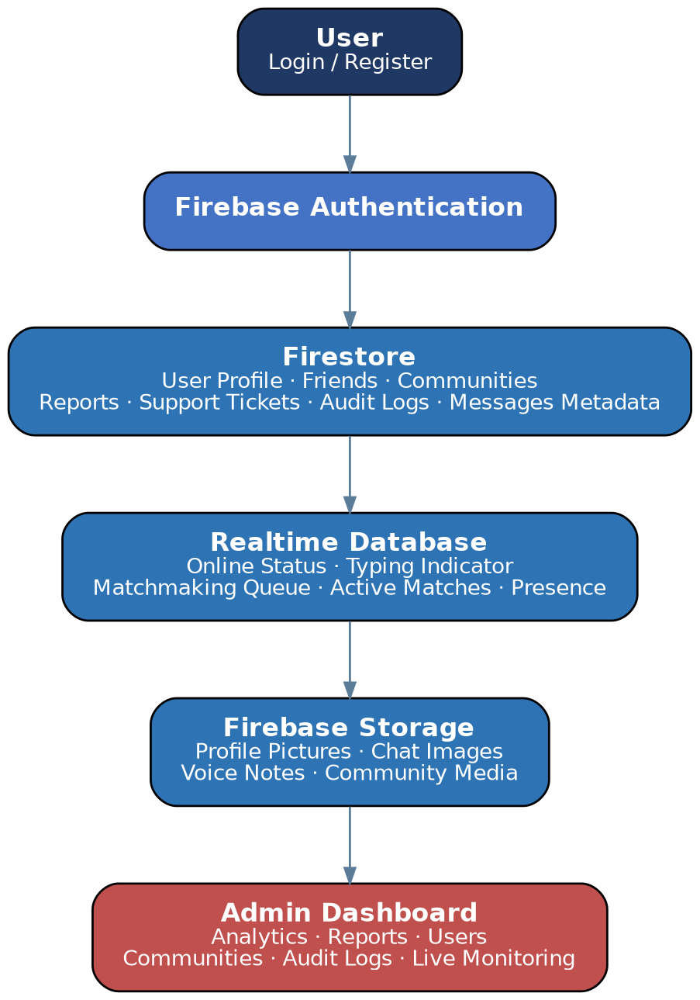 User
Login / Register
Firebase Authentication
Firestore
User Profile · Friends · Communities
Reports · Support Tickets · Audit Logs · Messages Metadata
Realtime Database
Online Status · Typing Indicator
Matchmaking Queue · Active Matches · Presence
Firebase Storage
Profile Pictures · Chat Images
Voice Notes · Community Media
Admin Dashboard
Analytics · Reports · Users
Communities · Audit Logs · Live Monitoring